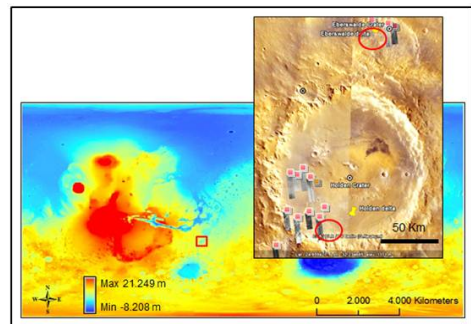 Eberswalde Crater
Eberswalde delta
Holden Crater
Holden delta
50 Km
Max 21.249 m
Min -8.208 m
N
W E
S
0 2.000 4.000 Kilometers